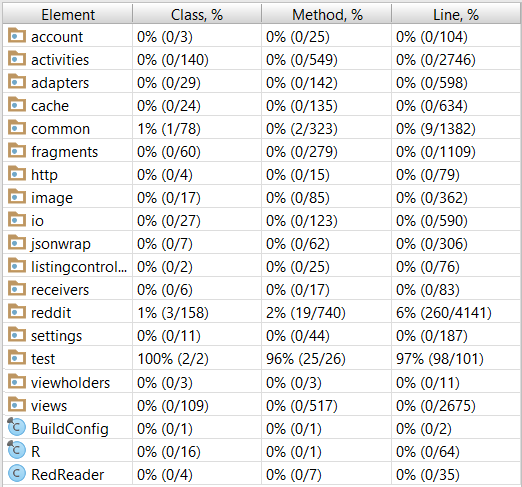 Element Class, % Method, % Line, %
account 0% (0/3) 0% (0/25) 0% (0/104)
activities 0% (0/140) 0% (0/549) 0% (0/2746)
adapters 0% (0/29) 0% (0/142) 0% (0/598)
cache 0% (0/24) 0% (0/135) 0% (0/634)
common 1% (1/78) 0% (2/323) 0% (9/1382)
fragments 0% (0/60) 0% (0/279) 0% (0/1109)
http 0% (0/4) 0% (0/15) 0% (0/79)
image 0% (0/17) 0% (0/85) 0% (0/362)
io 0% (0/27) 0% (0/123) 0% (0/590)
jsonwrap 0% (0/7) 0% (0/62) 0% (0/306)
listingcontrol... 0% (0/2) 0% (0/25) 0% (0/76)
receivers 0% (0/6) 0% (0/17) 0% (0/83)
reddit 1% (3/158) 2% (19/740) 6% (260/4141)
settings 0% (0/11) 0% (0/44) 0% (0/187)
test 100% (2/2) 96% (25/26) 97% (98/101)
viewholders 0% (0/3) 0% (0/3) 0% (0/11)
views 0% (0/109) 0% (0/517) 0% (0/2675)
C BuildConfig 0% (0/1) 0% (0/1) 0% (0/2)
C R 0% (0/16) 0% (0/1) 0% (0/64)
C RedReader 0% (0/4) 0% (0/7) 0% (0/35)